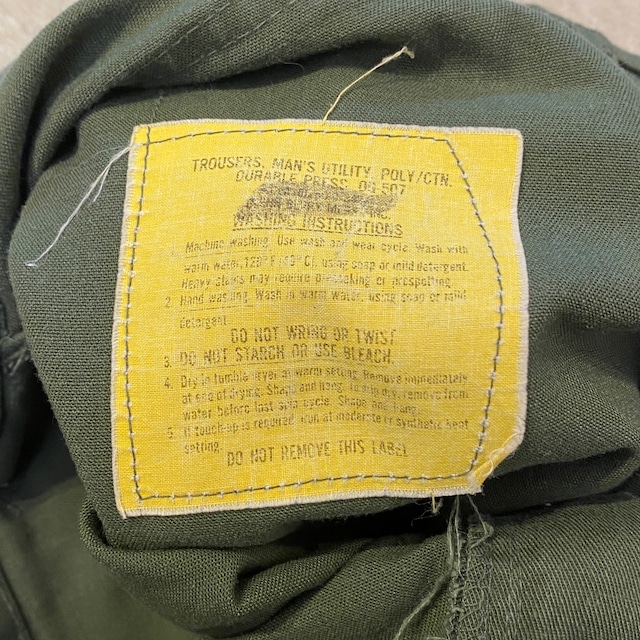 TROUSERS, MAN'S UTILITY, POLY/CTN.
DURABLE PRESS, OG-507
INC.
WASHING INSTRUCTIONS
1. Machine washing. Use wash and wear cycle. Wash with
warm water, 120°F (49°C), using soap or mild detergent.
Heavy stains may require presoaking or prespotting.
2. Hand washing. Wash in warm water, using soap or mild
detergent.
DO NOT WRING OR TWIST
3. DO NOT STARCH OR USE BLEACH.
4. Dry in tumble dryer at warm setting. Remove immediately
at end of drying. Shape and hang. To drip dry, remove from
water before last spin cycle. Shape and hang.
5. If touch-up is required, iron at moderate or synthetic heat
setting.
DO NOT REMOVE THIS LABEL